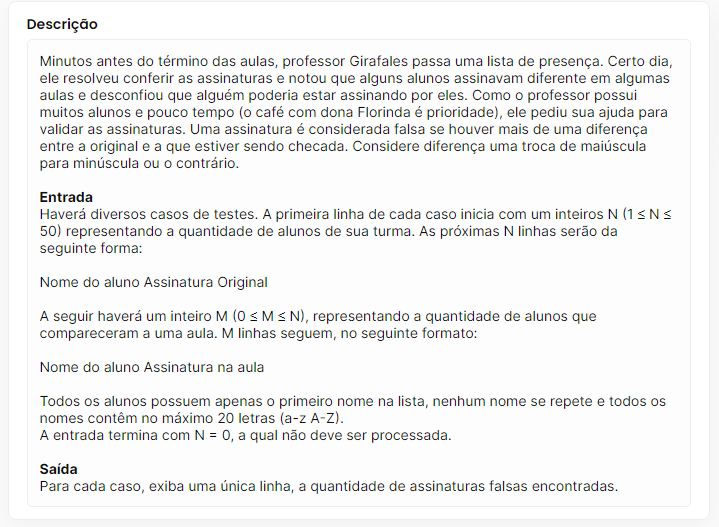 Descrição
Minutos antes do término das aulas, professor Girafales passa uma lista de presença. Certo dia,
ele resolveu conferir as assinaturas e notou que alguns alunos assinavam diferente em algumas
aulas e desconfiou que alguém poderia estar assinando por eles. Como o professor possui
muitos alunos e pouco tempo (o café com dona Florinda é prioridade), ele pediu sua ajuda para
validar as assinaturas. Uma assinatura é considerada falsa se houver mais de uma diferença
entre a original e a que estiver sendo checada. Considere diferença uma troca de maiúscula
para minúscula ou o contrário.
Entrada
Haverá diversos casos de testes. A primeira linha de cada caso inicia com um inteiros N (1 ≤ N ≤
50) representando a quantidade de alunos de sua turma. As próximas N linhas serão da
seguinte forma:
Nome do aluno Assinatura Original
A seguir haverá um inteiro M (0 ≤ M ≤ N), representando a quantidade de alunos que
compareceram a uma aula. M linhas seguem, no seguinte formato:
Nome do aluno Assinatura na aula
Todos os alunos possuem apenas o primeiro nome na lista, nenhum nome se repete e todos os
nomes contêm no máximo 20 letras (a-z A-Z).
A entrada termina com N = 0, a qual não deve ser processada.
Saída
Para cada caso, exiba uma única linha, a quantidade de assinaturas falsas encontradas.